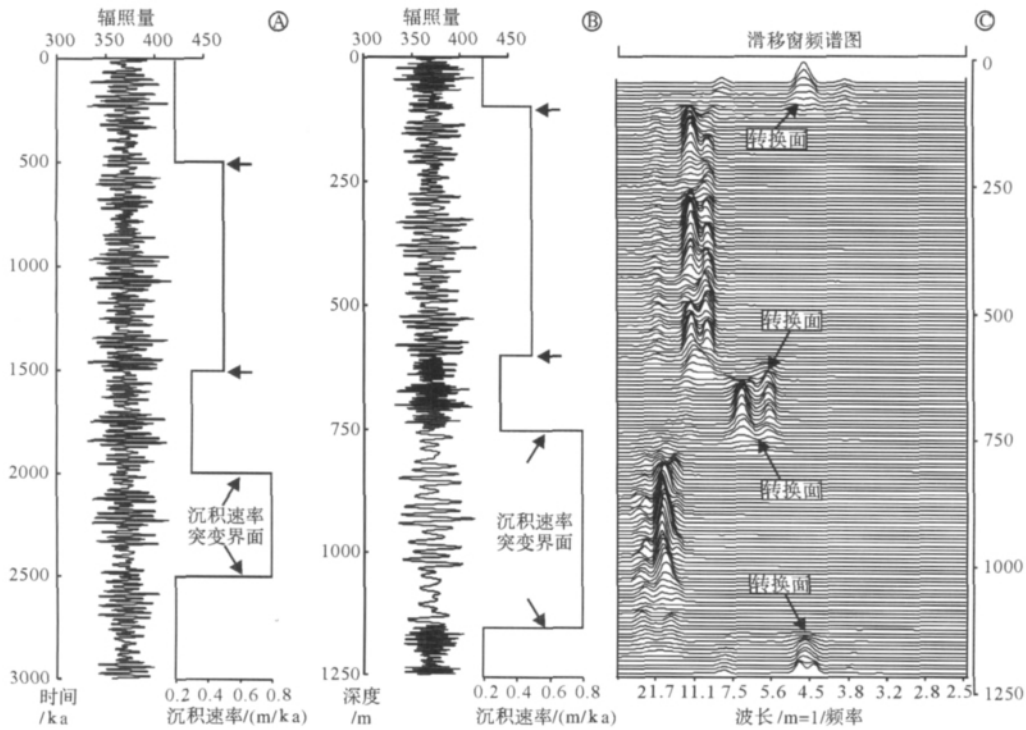 辐照量
Ⓐ
300 350 400 450
0
500
1000
1500
2000
2500
3000
沉积速率
突变界面
时间
/ka
0.2 0.4 0.6 0.8
沉积速率/(m/ka)
辐照量
Ⓑ
300 350 400 450
0
250
500
750
1000
1250
沉积速率
突变界面
深度
/m
0.2 0.4 0.6 0.8
沉积速率/(m/ka)
Ⓒ
滑移窗频谱图
0
250
500
750
1000
1250
转换面
转换面
转换面
转换面
21.7 11.1 7.5 5.6 4.5 3.8 3.2 2.8 2.5
波长/m=1/频率